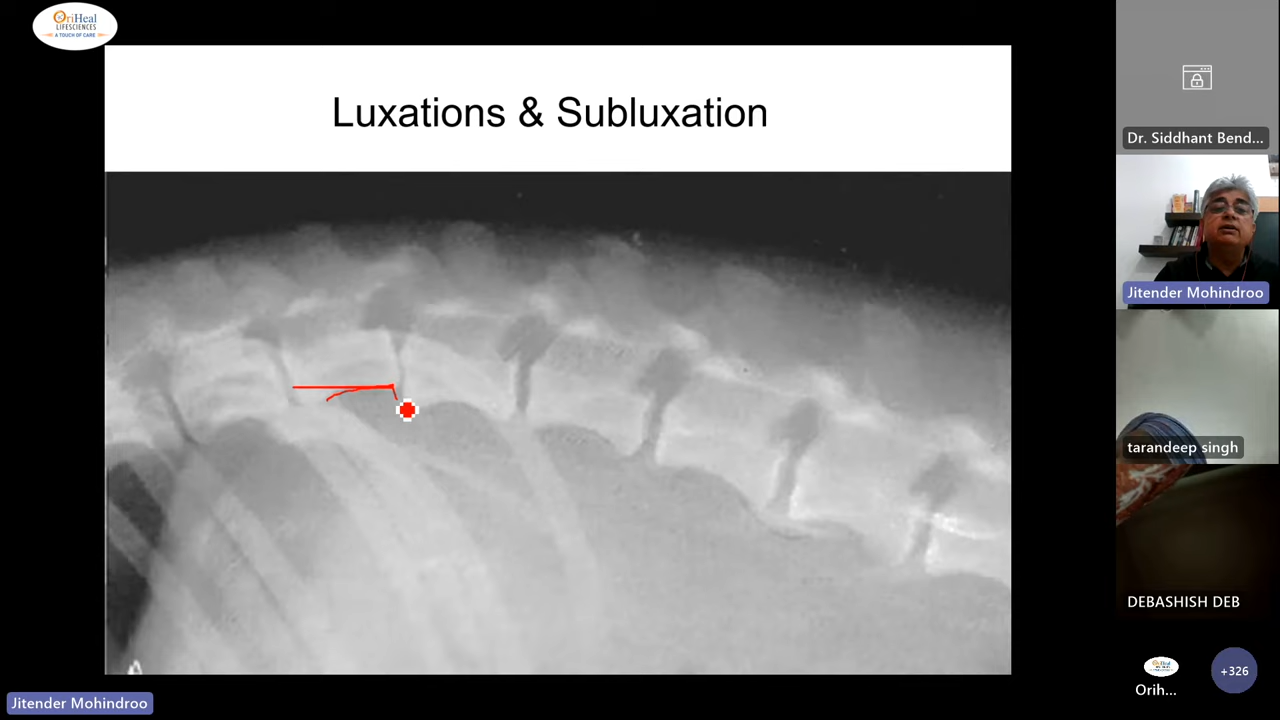 OriHeal
LIFESCIENCES
A TOUCH OF CARE
Luxations & Subluxation
Dr. Siddhant Bend...
Jitender Mohindroo
tarandeep singh
DEBASHISH DEB
Orih...
+326
Jitender Mohindroo